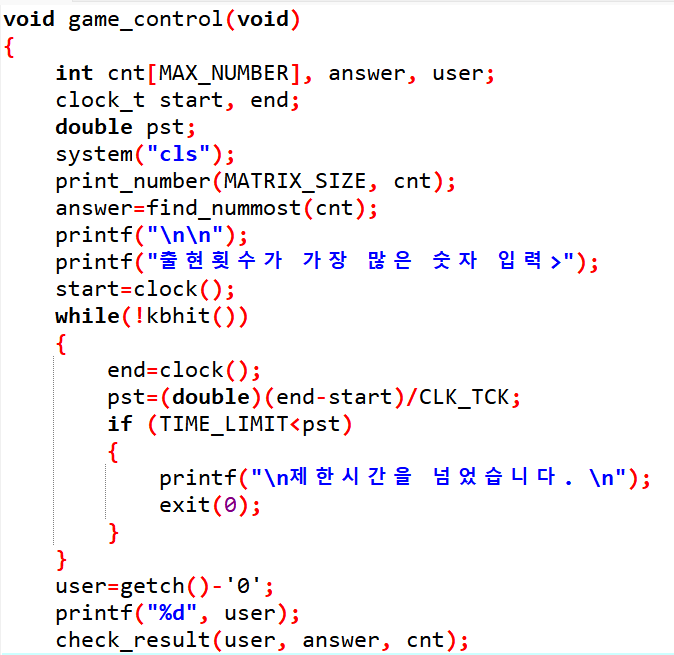 void game_control(void)
{
int cnt[MAX_NUMBER], answer, user;
clock_t start, end;
double pst;
system("cls");
print_number(MATRIX_SIZE, cnt);
answer=find_nummost(cnt);
printf("\n\n");
printf("출현횟수가 가장 많은 숫자 입력>");
start=clock();
while(!kbhit())
{
end=clock();
pst=(double)(end-start)/CLK_TCK;
if (TIME_LIMIT<pst)
{
printf("\n제한시간을 넘었습니다. \n");
exit(0);
}
}
user=getch()-'0';
printf("%d", user);
check_result(user, answer, cnt);